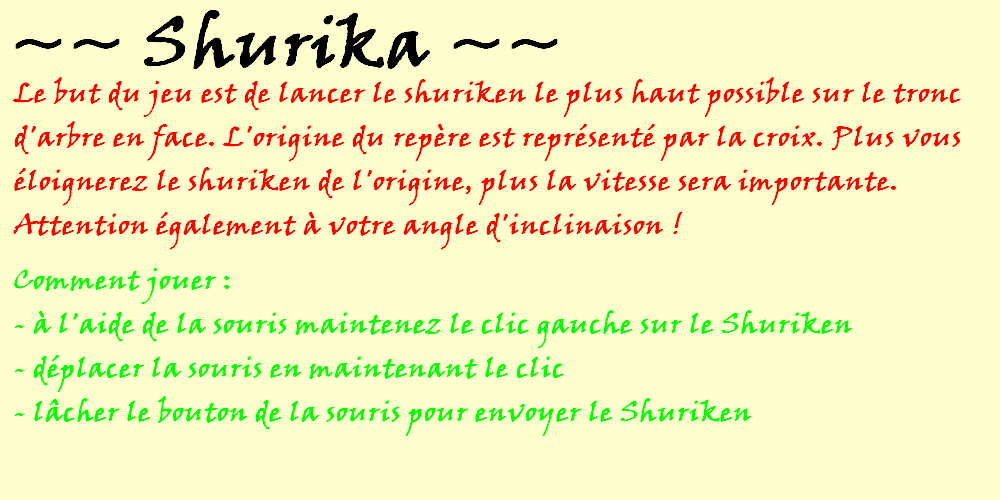 ~~ Shurika ~~
Le but du jeu est de lancer le shuriken le plus haut possible sur le tronc
d'arbre en face. L'origine du repère est représenté par la croix. Plus vous
éloignerez le shuriken de l'origine, plus la vitesse sera importante.
Attention également à votre angle d'inclinaison !
Comment jouer :
- à l'aide de la souris maintenez le clic gauche sur le Shuriken
- déplacer la souris en maintenant le clic
- lâcher le bouton de la souris pour envoyer le Shuriken